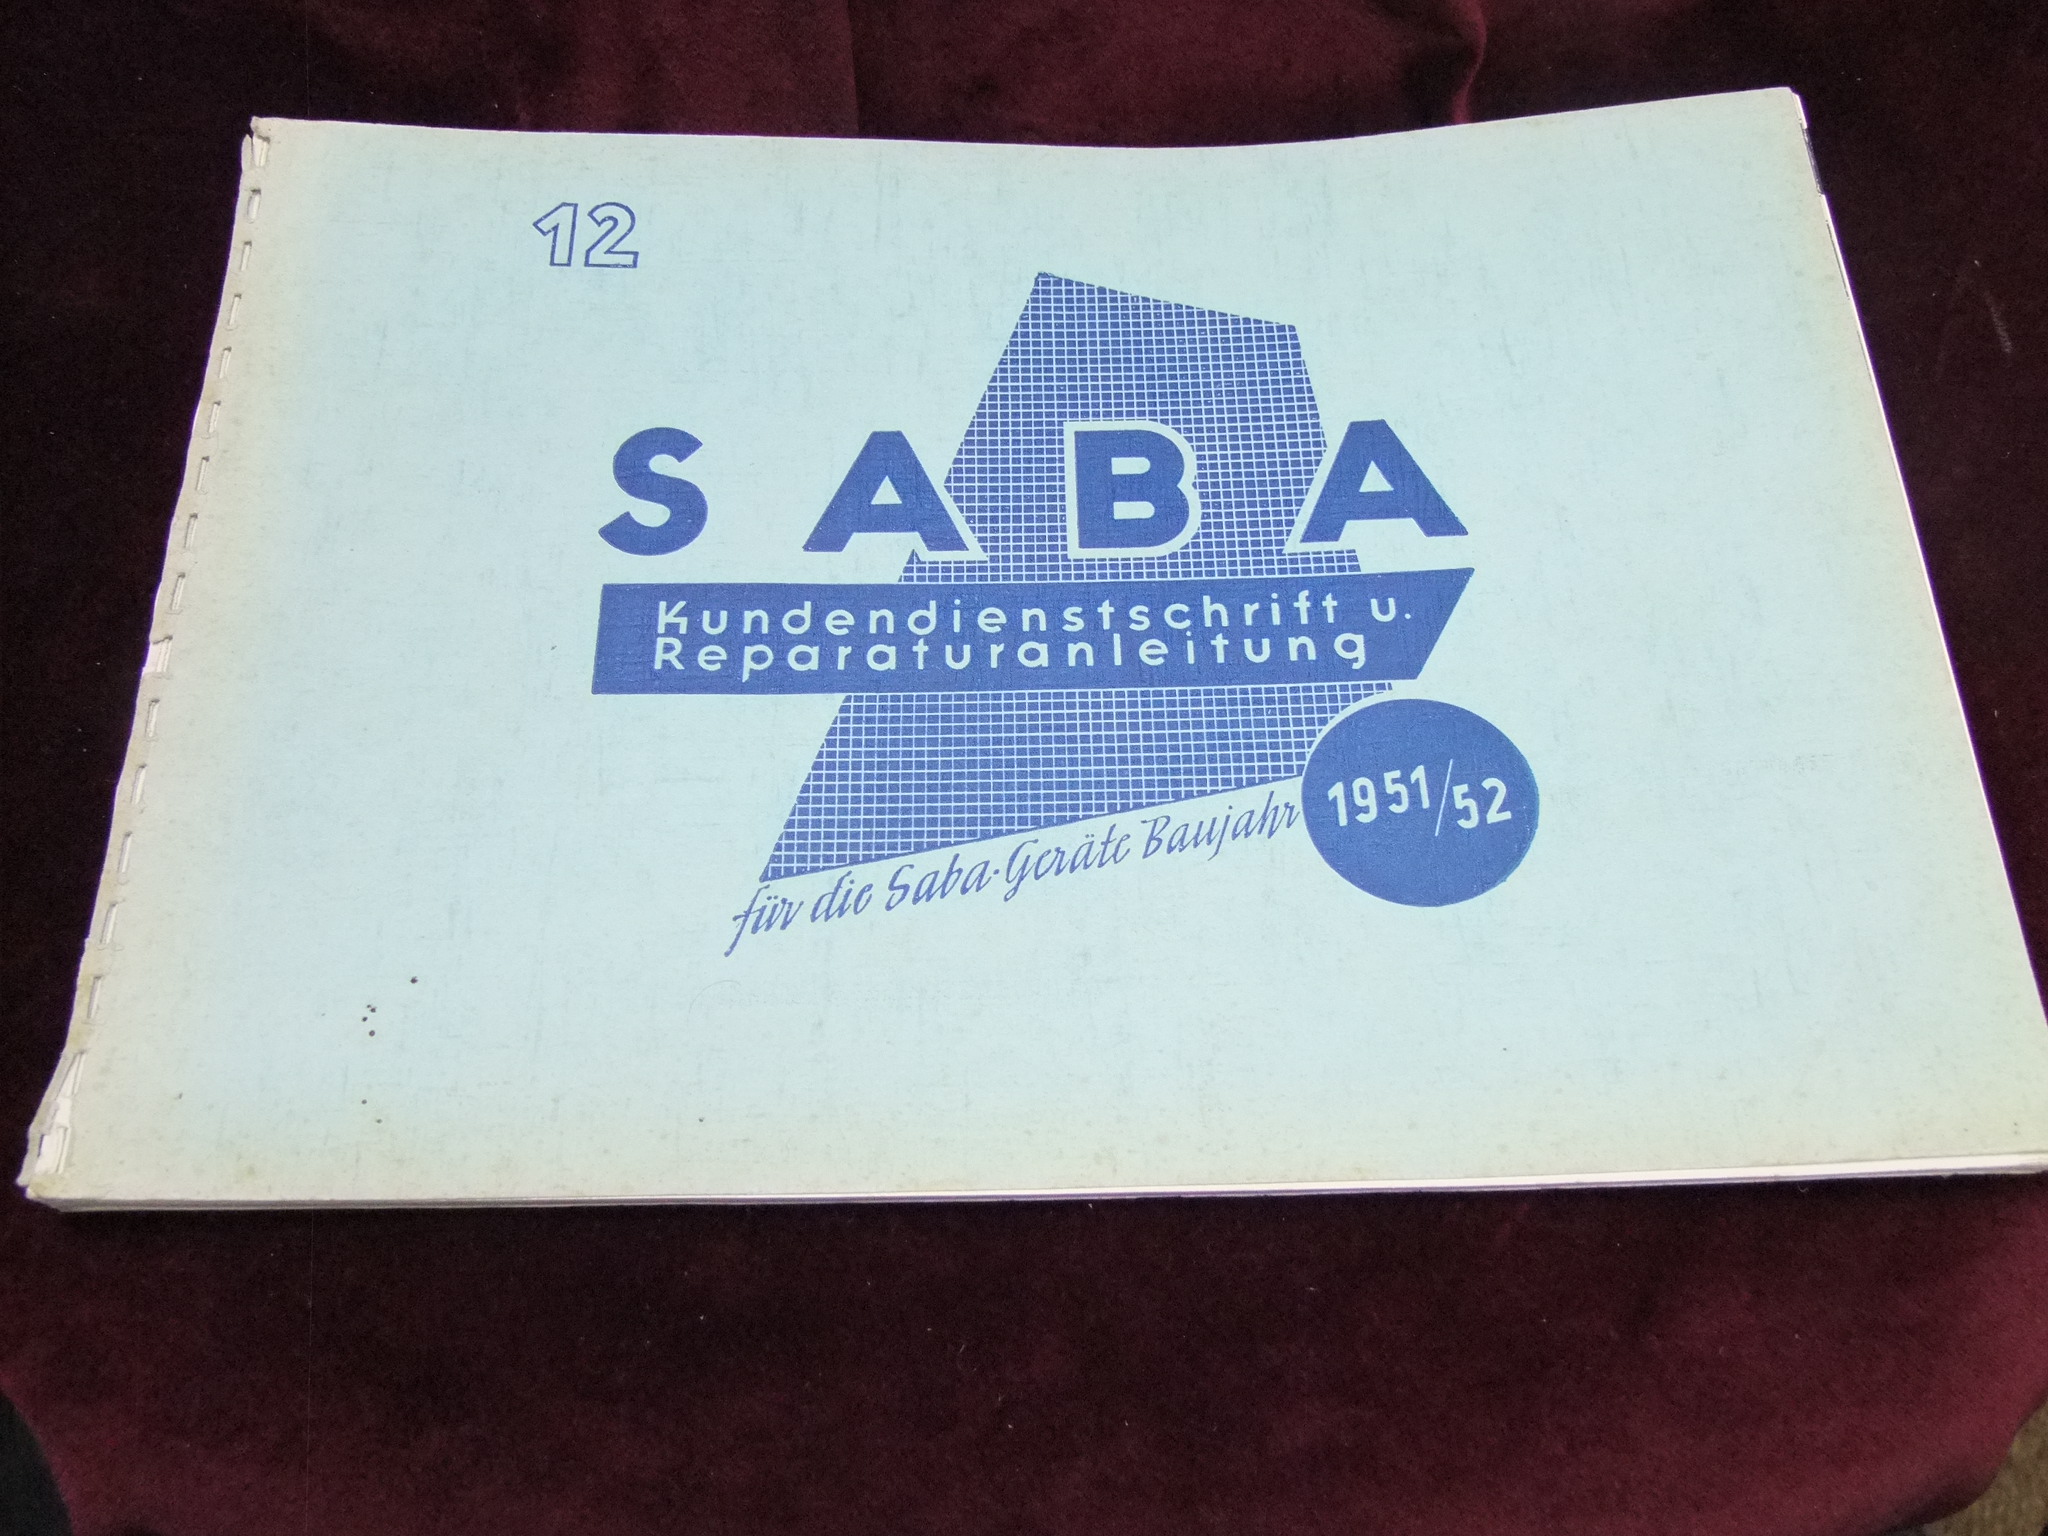 12
SABA
Kundendienstschrift u.
Reparaturanleitung
für die Saba-Geräte Baujahr 1951/52